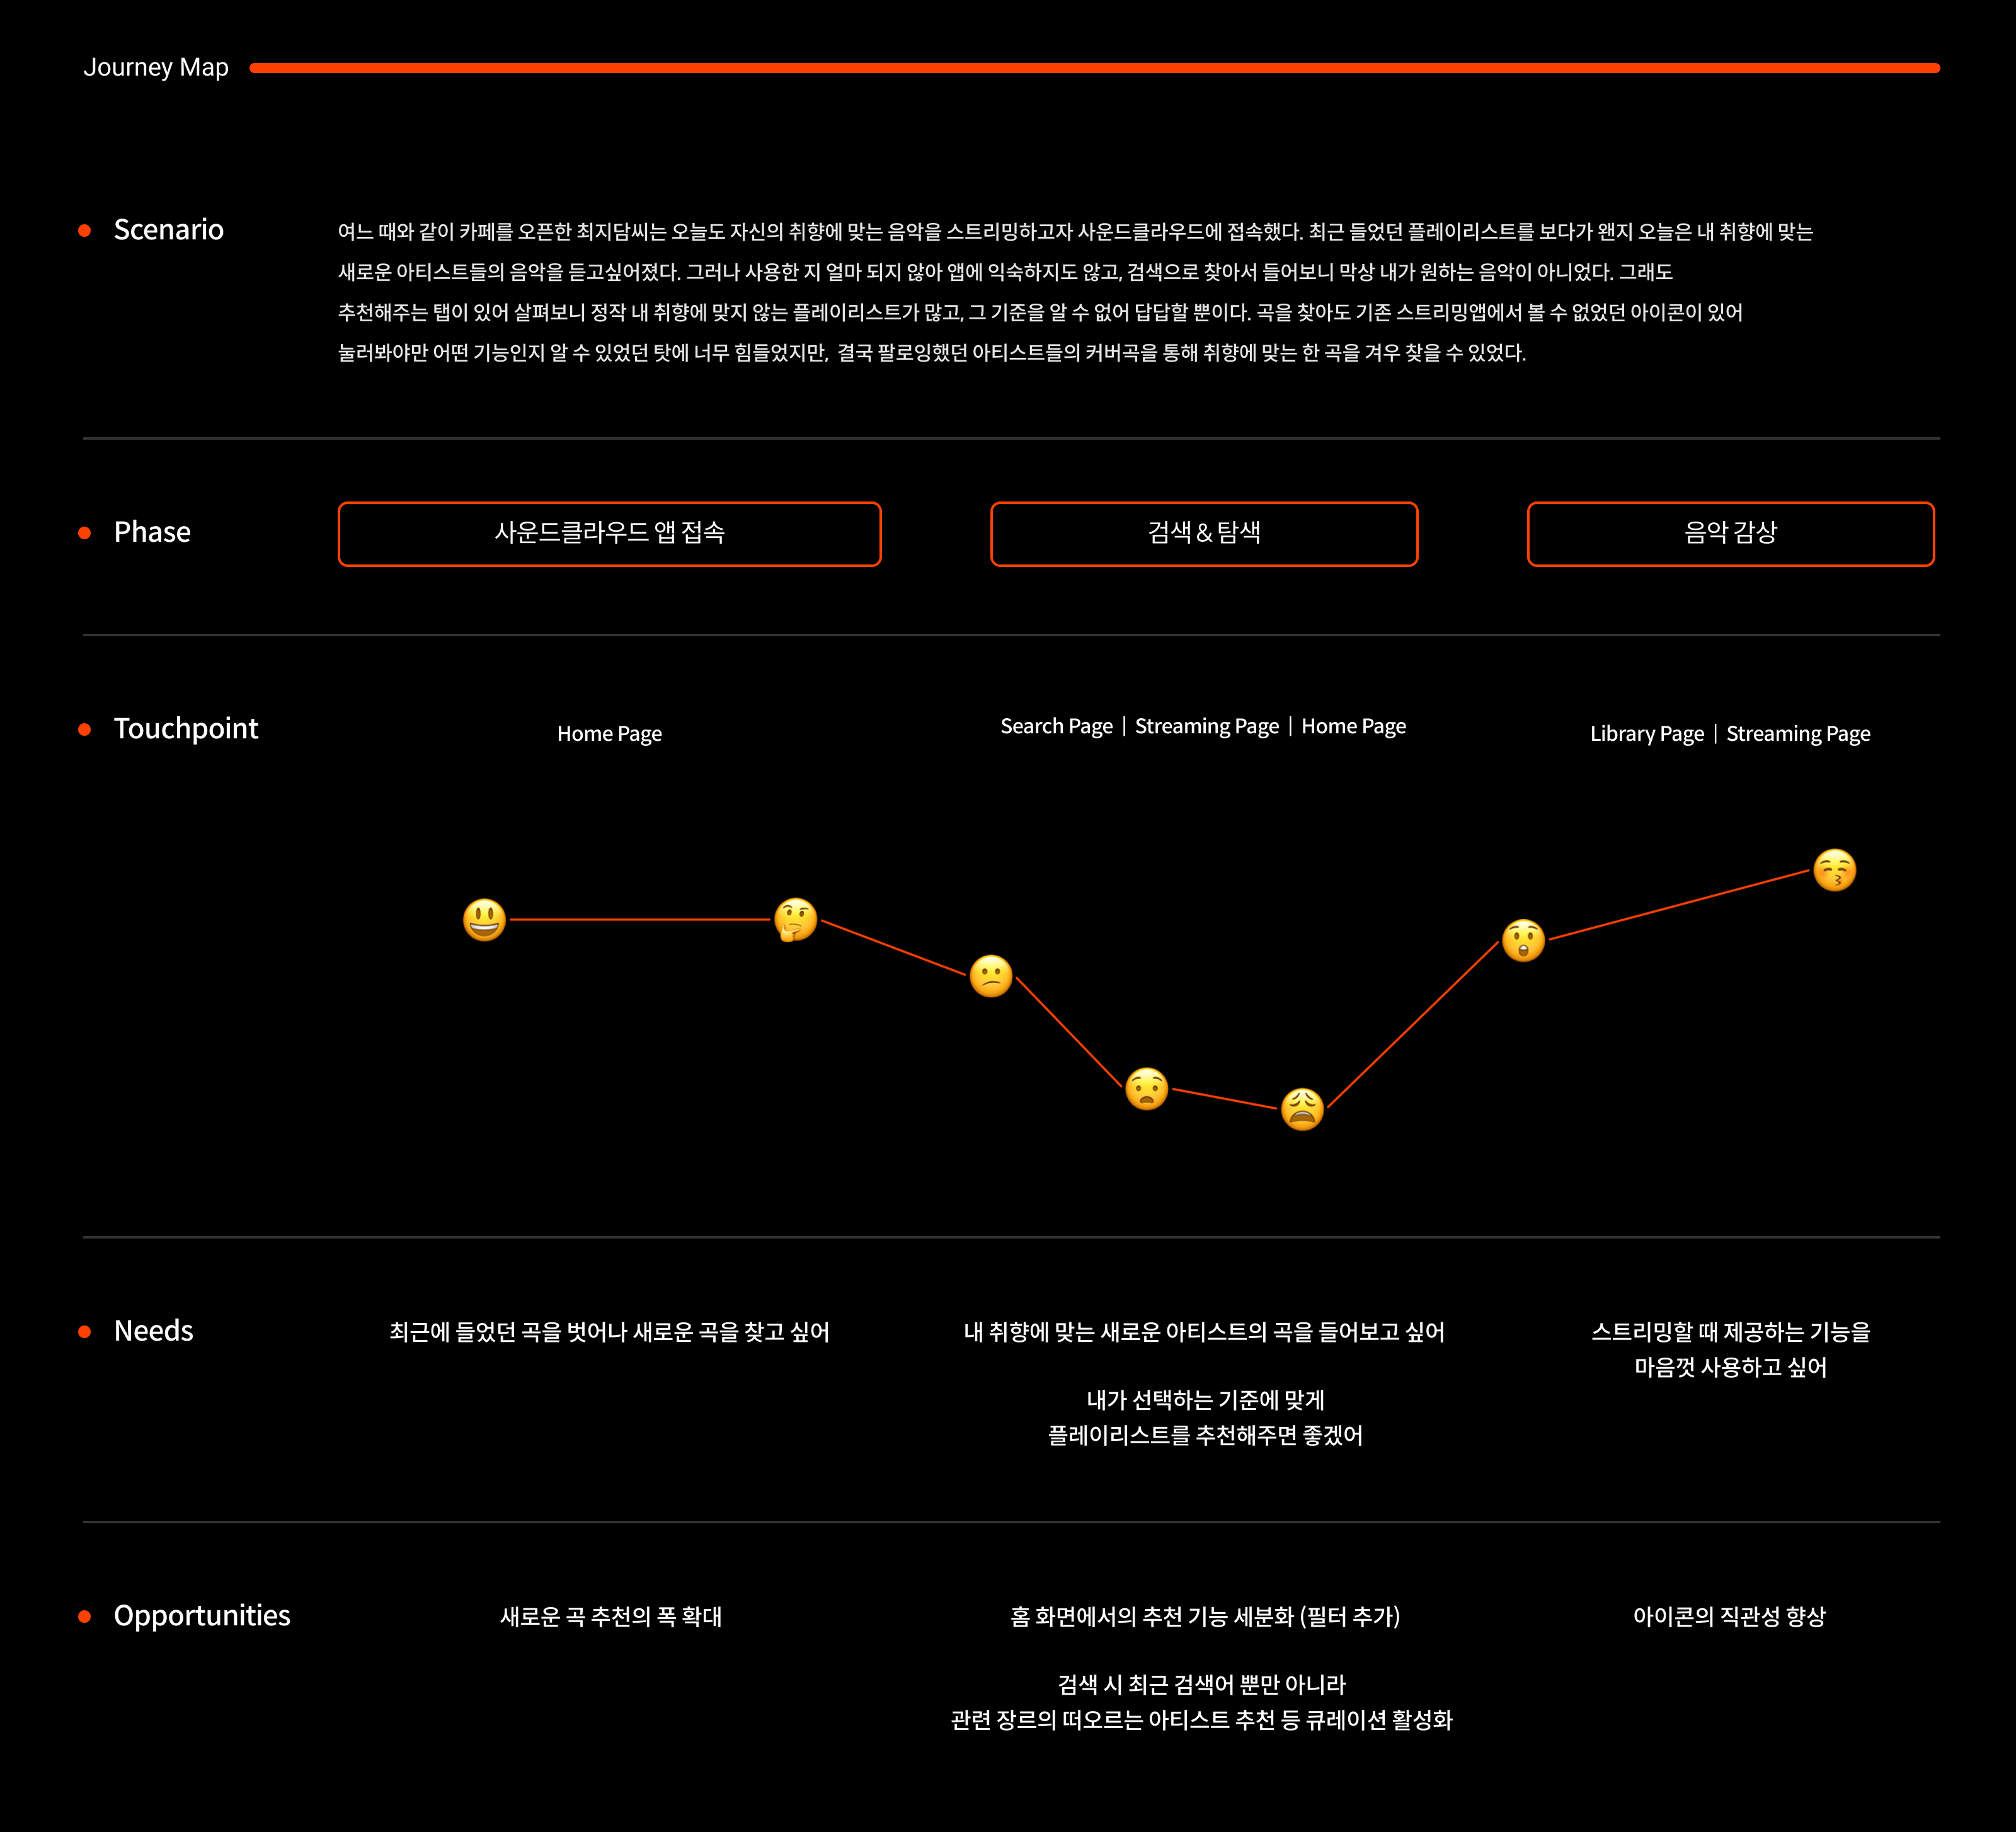 Journey Map
Scenario
여느 때와 같이 카페를 오픈한 최지담씨는 오늘도 자신의 취향에 맞는 음악을 스트리밍하고자 사운드클라우드에 접속했다. 최근 들었던 플레이리스트를 보다가 왠지 오늘은 내 취향에 맞는
새로운 아티스트들의 음악을 듣고싶어졌다. 그러나 사용한 지 얼마 되지 않아 앱에 익숙하지도 않고, 검색으로 찾아서 들어보니 막상 내가 원하는 음악이 아니었다. 그래도
추천해주는 탭이 있어 살펴보니 정작 내 취향에 맞지 않는 플레이리스트가 많고, 그 기준을 알 수 없어 답답할 뿐이다. 곡을 찾아도 기존 스트리밍앱에서 볼 수 없었던 아이콘이 있어
눌러봐야만 어떤 기능인지 알 수 있었던 탓에 너무 힘들었지만, 결국 팔로잉했던 아티스트들의 커버곡을 통해 취향에 맞는 한 곡을 겨우 찾을 수 있었다.
Phase
사운드클라우드 앱 접속
검색 & 탐색
음악 감상
Touchpoint
Home Page
Search Page | Streaming Page | Home Page
Library Page | Streaming Page
Needs
최근에 들었던 곡을 벗어나 새로운 곡을 찾고 싶어
내 취향에 맞는 새로운 아티스트의 곡을 들어보고 싶어
내가 선택하는 기준에 맞게
플레이리스트를 추천해주면 좋겠어
스트리밍할 때 제공하는 기능을
마음껏 사용하고 싶어
Opportunities
새로운 곡 추천의 폭 확대
홈 화면에서의 추천 기능 세분화 (필터 추가)
검색 시 최근 검색어 뿐만 아니라
관련 장르의 떠오르는 아티스트 추천 등 큐레이션 활성화
아이콘의 직관성 향상